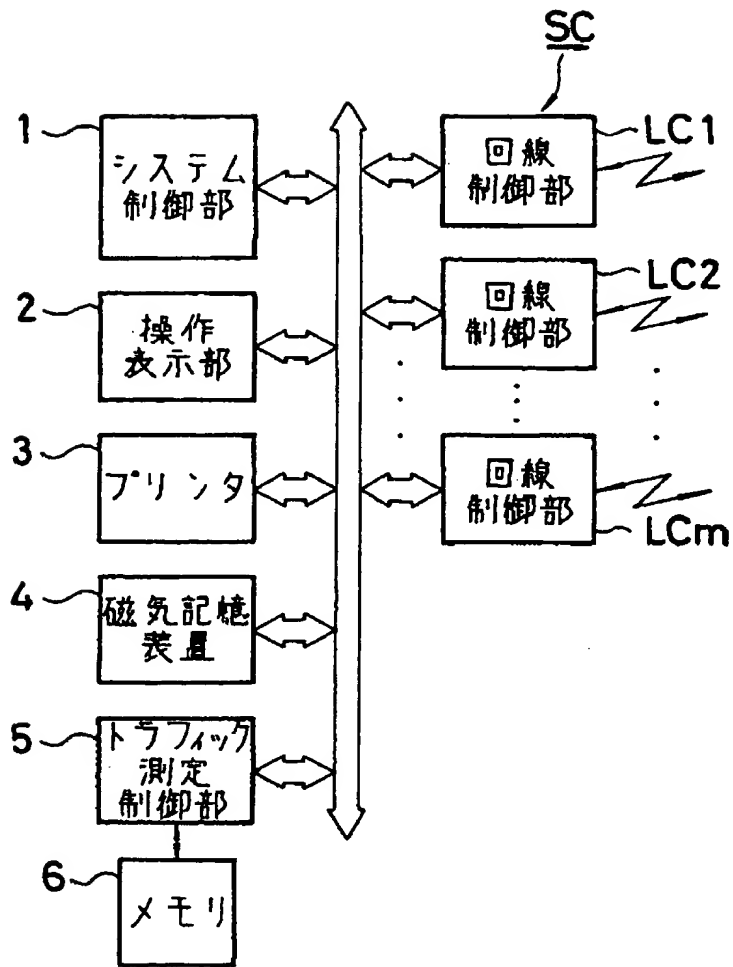 SC
1
システム
制御部
2
操作
表示部
3
プリンタ
4
磁気記憶
装置
5
トラフィック
測定
制御部
6
メモリ
LC1
回線
制御部
LC2
回線
制御部
回線
制御部
LCm